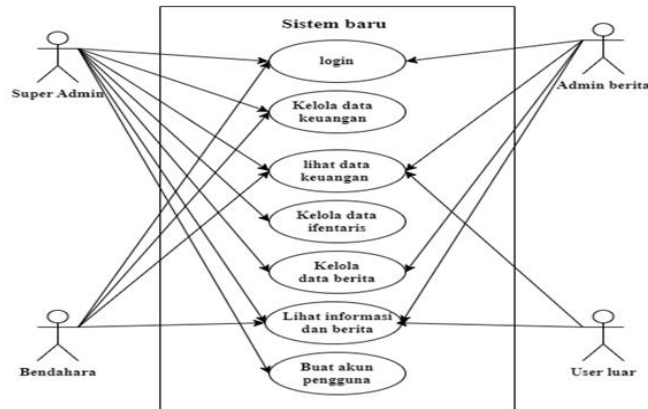 Sistem baru
login
Super Admin
Admin berita
Kelola data
keuangan
lihat data
keuangan
Kelola data
ifentaris
Kelola
data berita
Lihat informasi
dan berita
Bendahara
User luar
Buat akun
pengguna